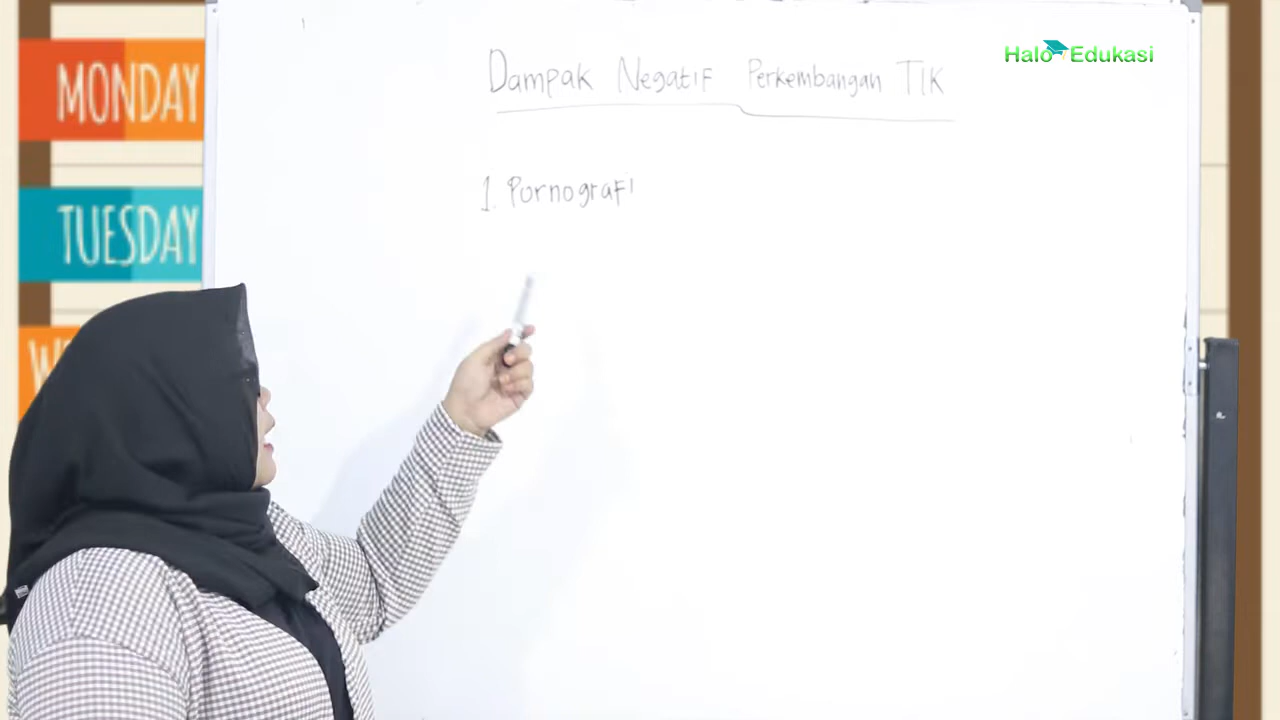 MONDAY
TUESDAY
W
Halo Edukasi
Dampak Negatif Perkembangan TIK
1. Pornografi